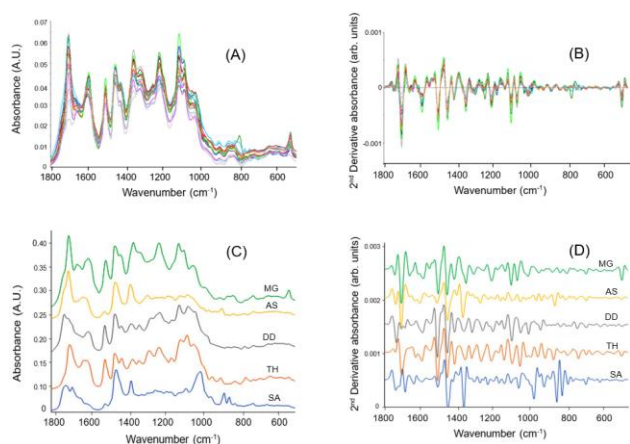 (A)
Absorbance (A.U.)
0.07
0.06
0.05
0.04
0.03
0.02
0.01
0
1800 1600 1400 1200 1000 800 600
Wavenumber (cm-1)
(B)
2nd Derivative absorbance (arb. units)
0.001
0
-0.001
1800 1600 1400 1200 1000 800 600
Wavenumber (cm-1)
(C)
Absorbance (A.U.)
0.40
0.35
0.30
0.25
0.20
0.15
0.10
0
MG
AS
DD
TH
SA
1800 1600 1400 1200 1000 800 600
Wavenumber (cm-1)
(D)
2nd Derivative absorbance (arb. units)
0.003
0.002
0.001
0
MG
AS
DD
TH
SA
1800 1600 1400 1200 1000 800 600
Wavenumber (cm-1)